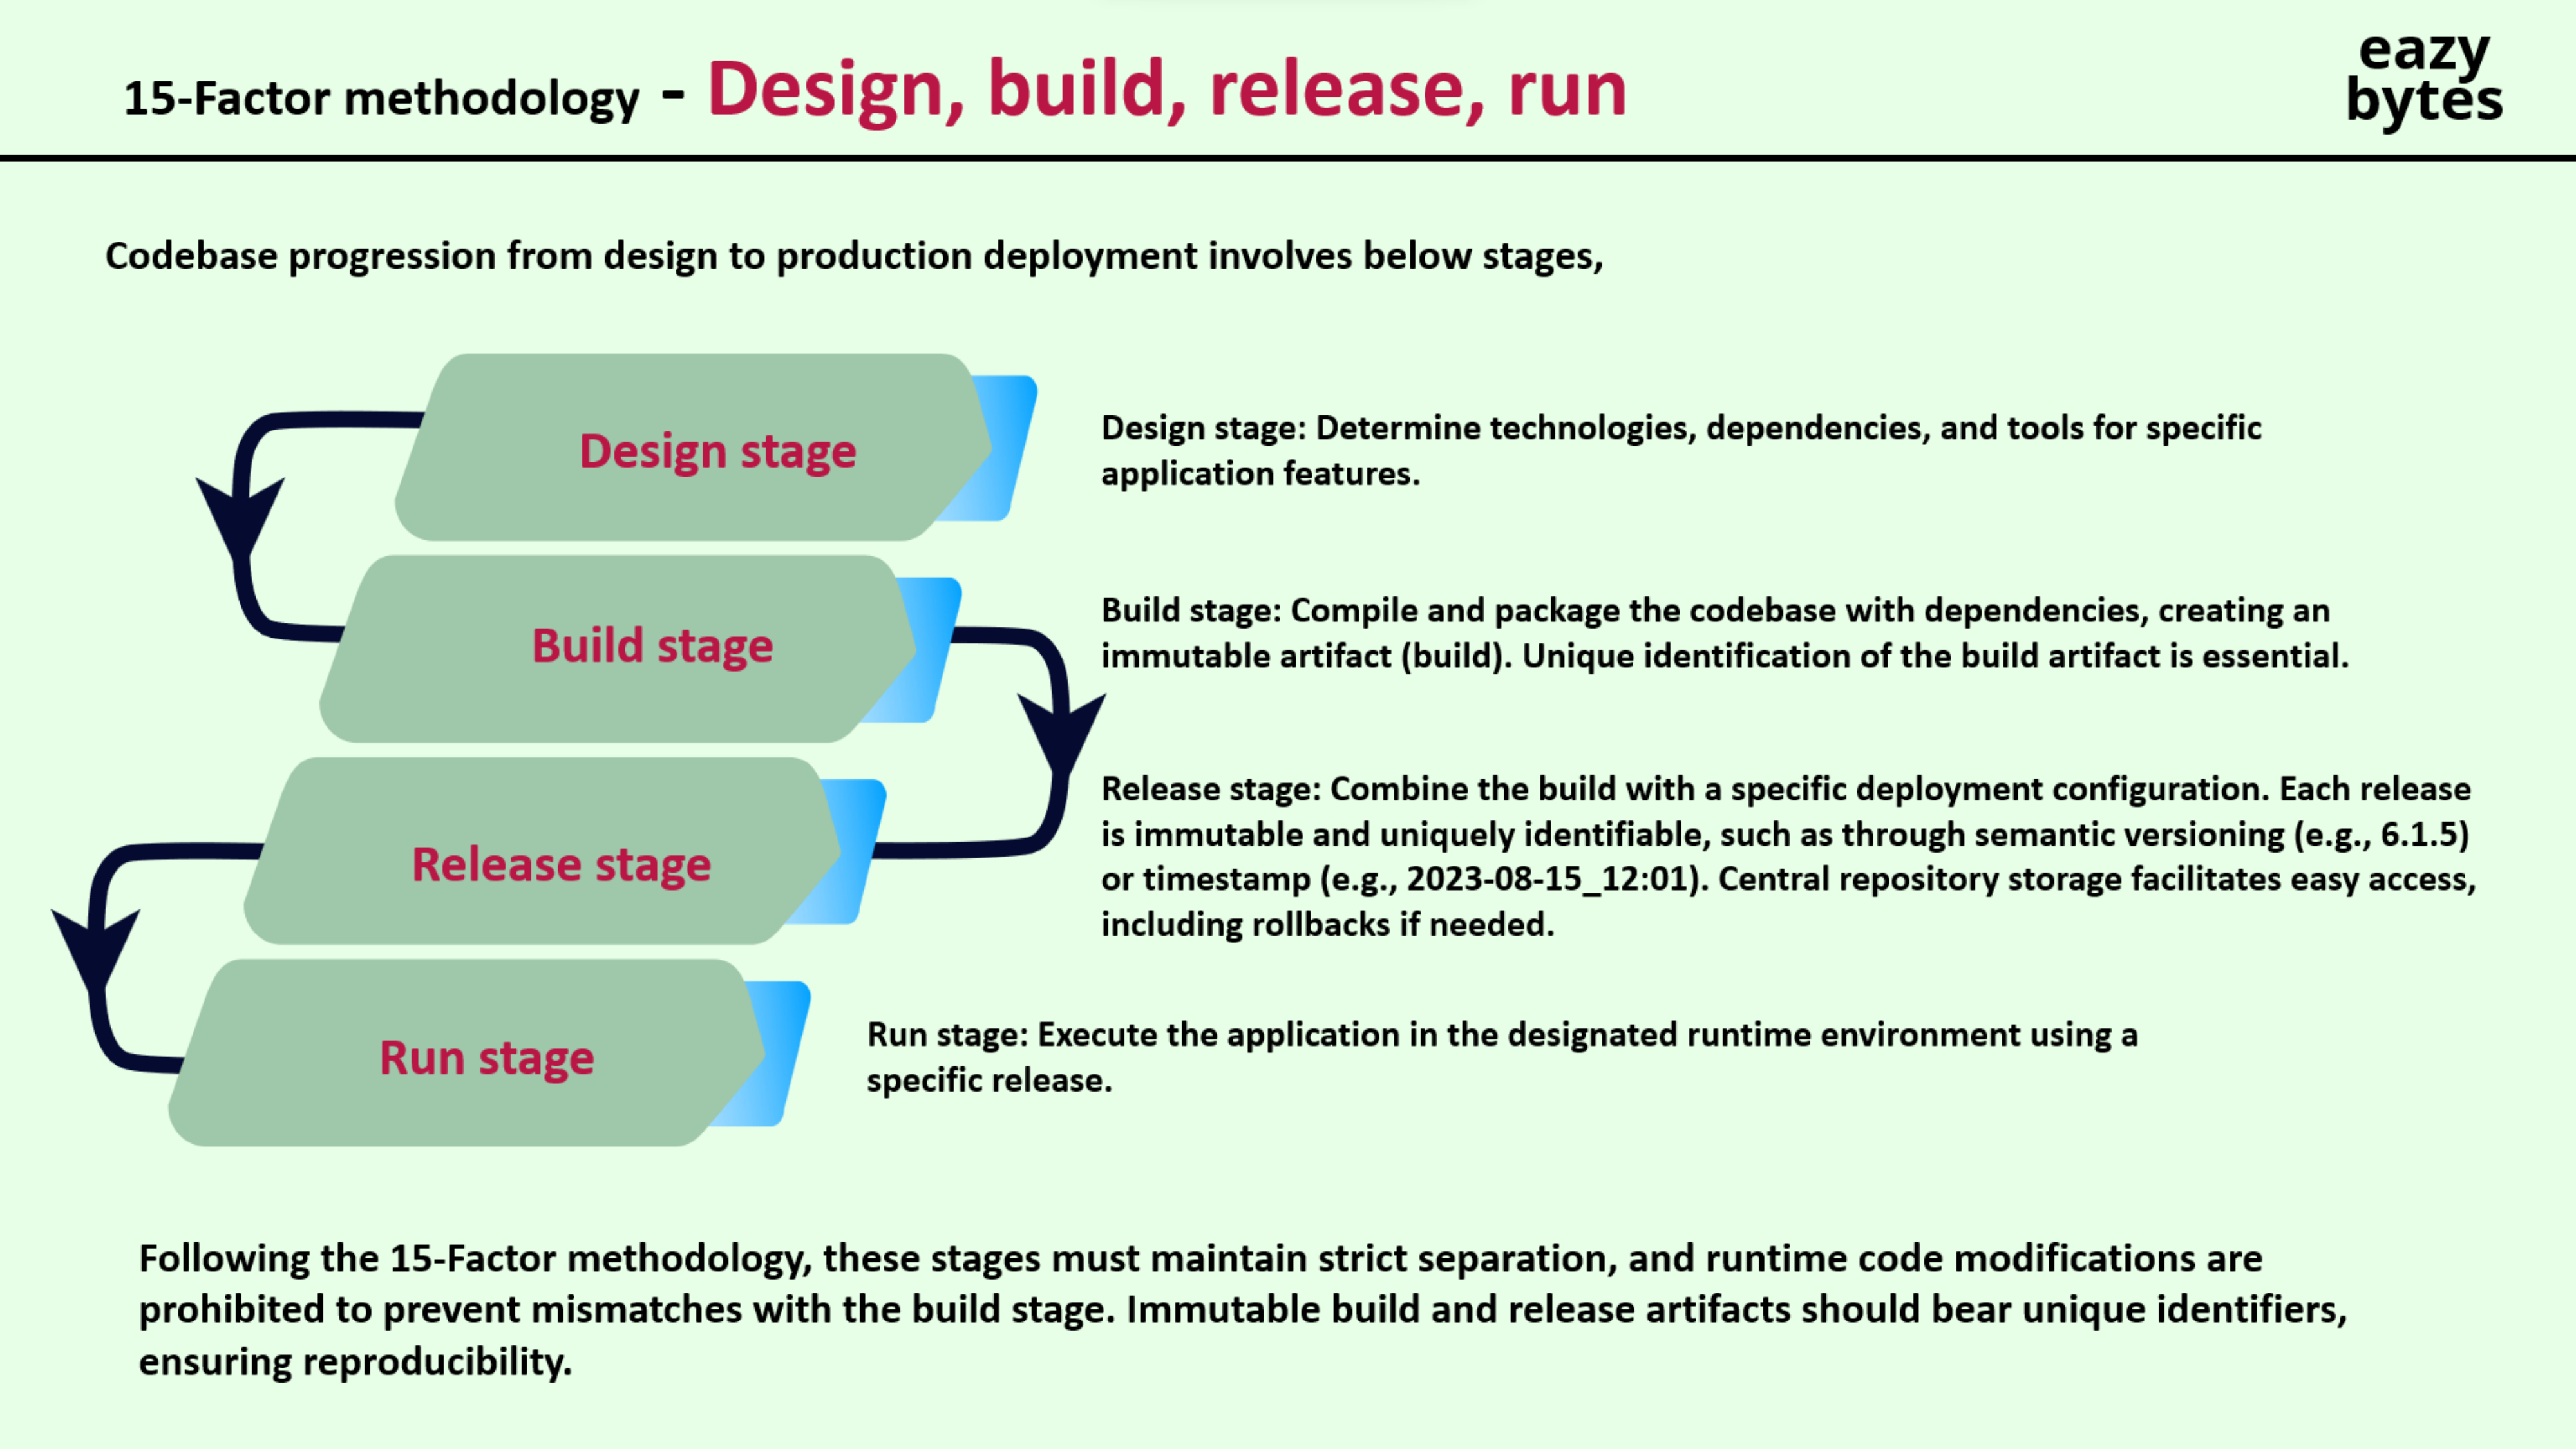 15-Factor methodology - Design, build, release, run
eazy
bytes
Codebase progression from design to production deployment involves below stages,
Design stage
Design stage: Determine technologies, dependencies, and tools for specific
application features.
Build stage
Build stage: Compile and package the codebase with dependencies, creating an
immutable artifact (build). Unique identification of the build artifact is essential.
Release stage
Release stage: Combine the build with a specific deployment configuration. Each release
is immutable and uniquely identifiable, such as through semantic versioning (e.g., 6.1.5)
or timestamp (e.g., 2023-08-15_12:01). Central repository storage facilitates easy access,
including rollbacks if needed.
Run stage
Run stage: Execute the application in the designated runtime environment using a
specific release.
Following the 15-Factor methodology, these stages must maintain strict separation, and runtime code modifications are
prohibited to prevent mismatches with the build stage. Immutable build and release artifacts should bear unique identifiers,
ensuring reproducibility.